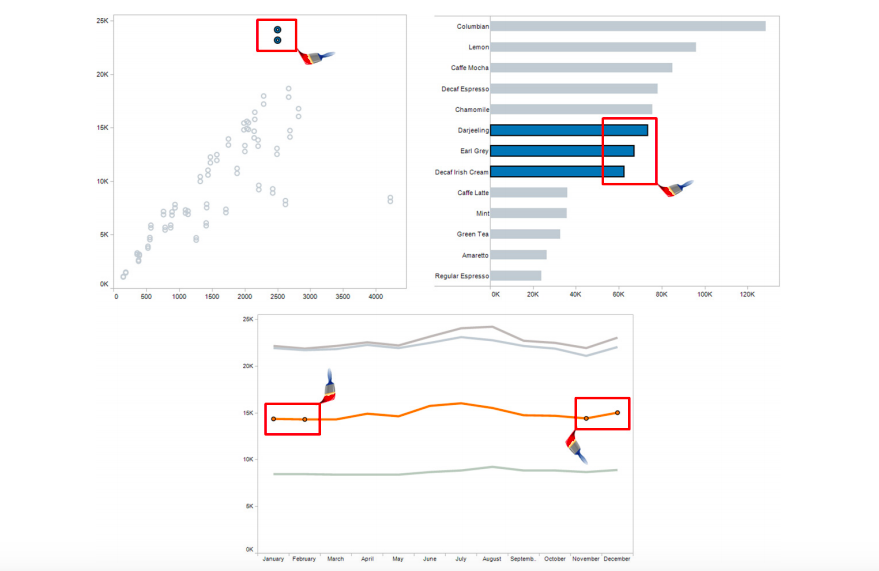 25K
20K
15K
10K
5K
0K
0 500 1000 1500 2000 2500 3000 3500 4000
Columbian
Lemon
Caffe Mocha
Decaf Espresso
Chamomile
Darjeeling
Earl Grey
Decaf Irish Cream
Caffe Latte
Mint
Green Tea
Amaretto
Regular Espresso
0K 20K 40K 60K 80K 100K 120K
25K
20K
15K
10K
5K
0K
January February March April May June July August Septemb.. October November December